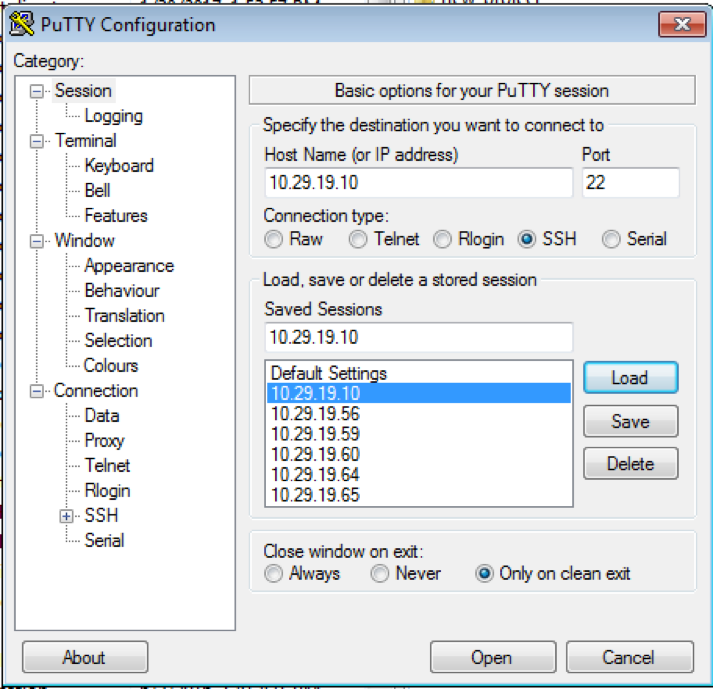 PuTTY Configuration
Category:
Session
Logging
Terminal
Keyboard
Bell
Features
Window
Appearance
Behaviour
Translation
Selection
Colours
Connection
Data
Proxy
Telnet
Rlogin
SSH
Serial
Basic options for your PuTTY session
Specify the destination you want to connect to
Host Name (or IP address) Port
10.29.19.10 22
Connection type:
Raw Telnet Rlogin SSH Serial
Load, save or delete a stored session
Saved Sessions
10.29.19.10
Default Settings
10.29.19.10
10.29.19.56
10.29.19.59
10.29.19.60
10.29.19.64
10.29.19.65
Load
Save
Delete
Close window on exit:
Always Never Only on clean exit
About Open Cancel